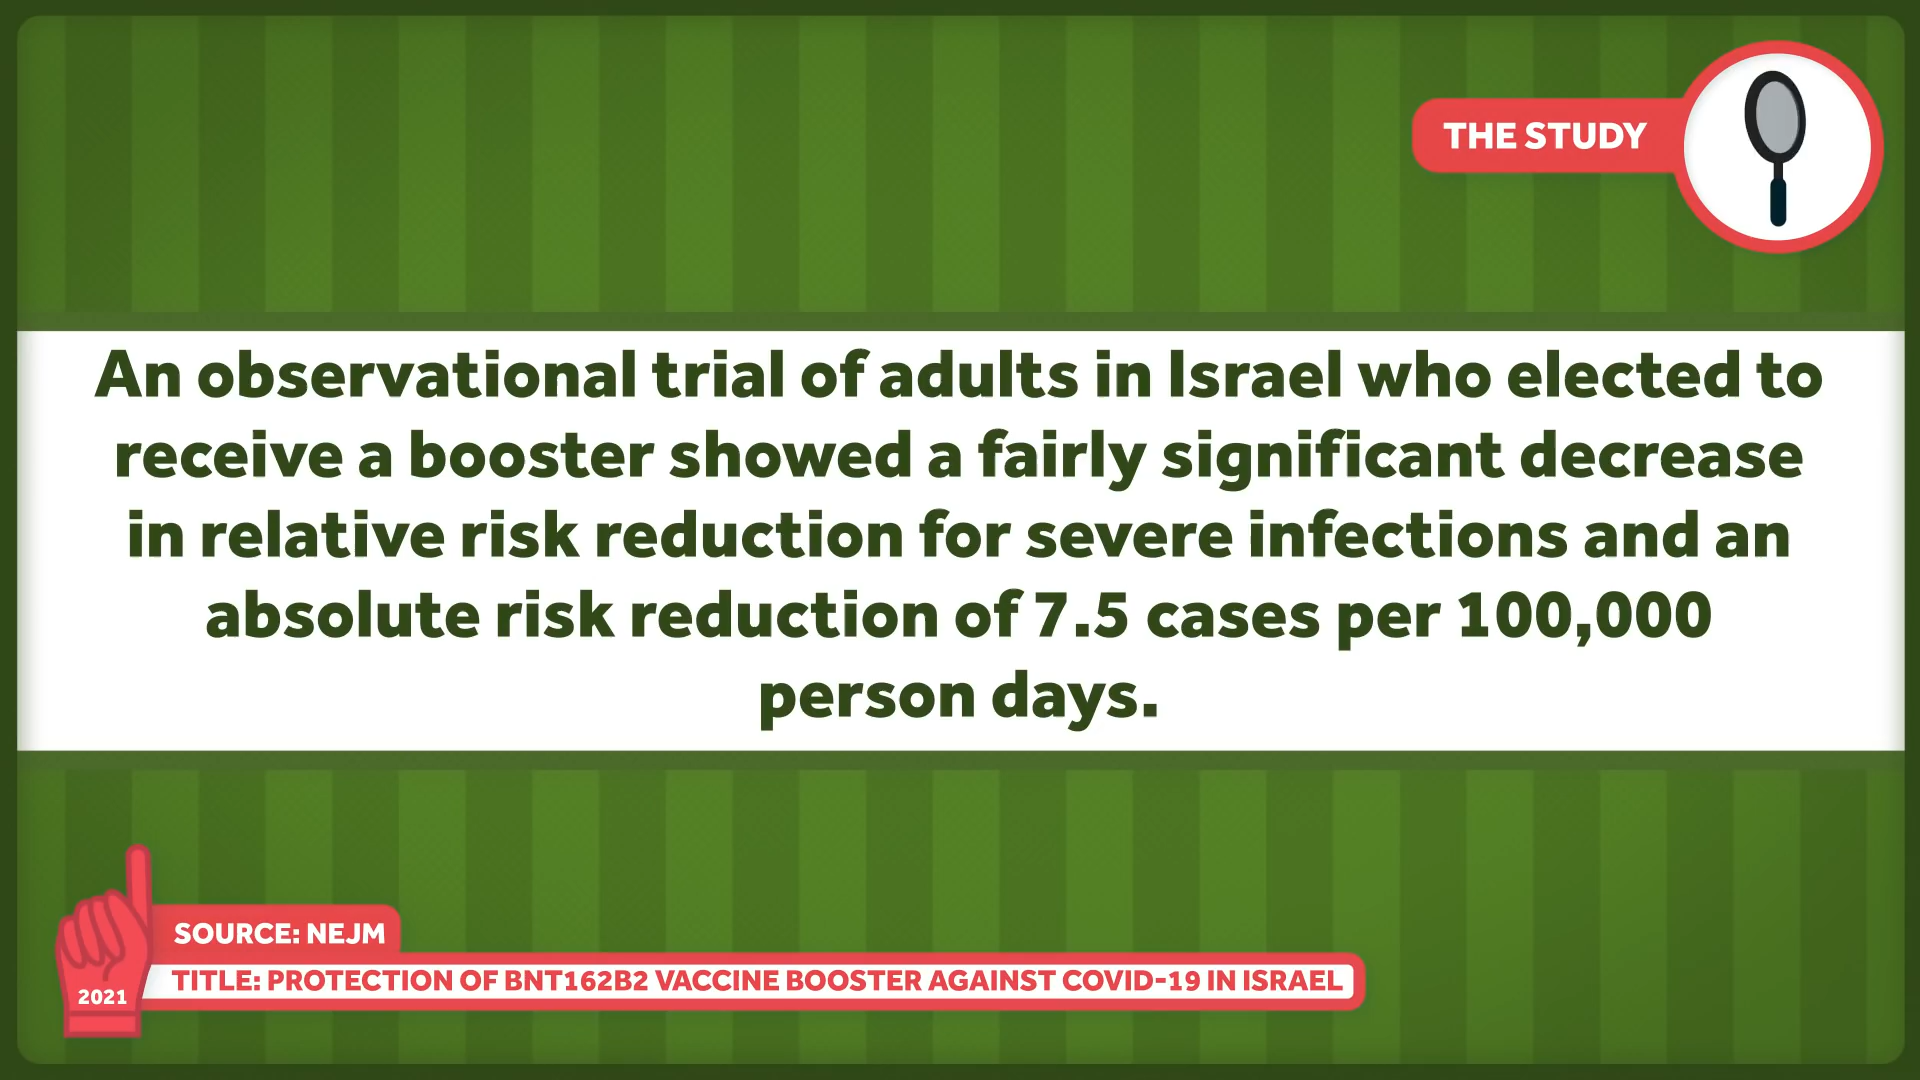 THE STUDY
An observational trial of adults in Israel who elected to
receive a booster showed a fairly significant decrease
in relative risk reduction for severe infections and an
absolute risk reduction of 7.5 cases per 100,000
person days.
SOURCE: NEJM
TITLE: PROTECTION OF BNT162B2 VACCINE BOOSTER AGAINST COVID-19 IN ISRAEL
2021